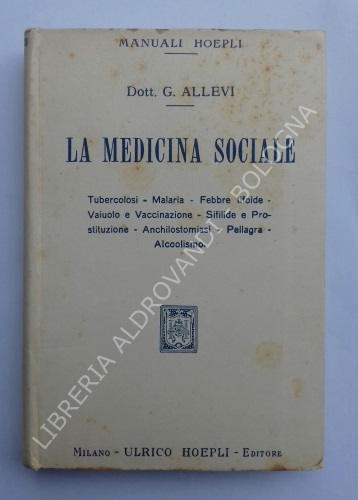 MANUALI HOEPLI
Dott. G. ALLEVI
LA MEDICINA SOCIALE
Tubercolosi - Malaria - Febbre tifoide -
Vaiuolo e Vaccinazione - Sifilide e Pro-
stituzione - Anchilostomiasi - Pellagra -
Alcoolismo.
MILANO - ULRICO HOEPLI - EDITORE
LIBRERIA ALDROVANDI - BOLOGNA